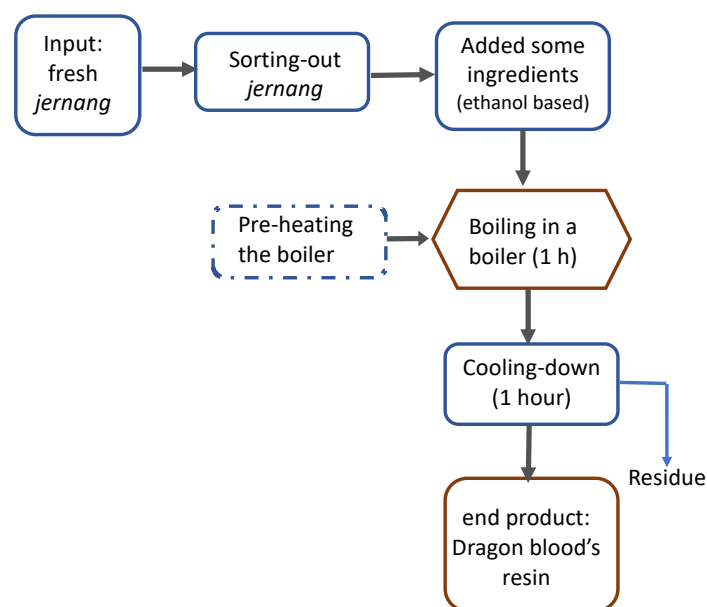 Input:
fresh
jernang
Sorting-out
jernang
Added some
ingredients
(ethanol based)
Pre-heating
the boiler
Boiling in a
boiler (1 h)
Cooling-down
(1 hour)
Residue
end product:
Dragon blood’s
resin